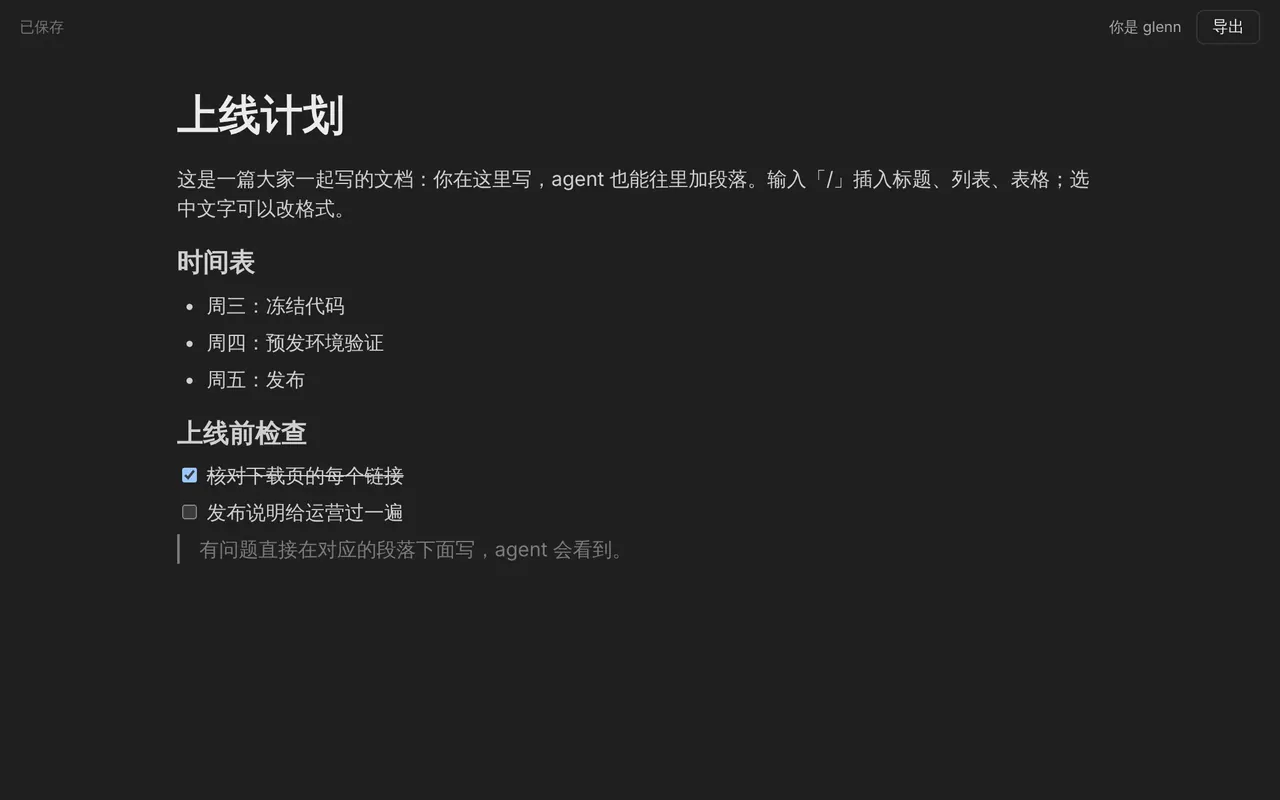 已保存
你是 glenn
导出
上线计划
这是一篇大家一起写的文档：你在这里写，agent 也能往里加段落。输入「/」插入标题、列表、表格；选
中文字可以改格式。
时间表
• 周三：冻结代码
• 周四：预发环境验证
• 周五：发布
上线前检查
核对下载页的每个链接
发布说明给运营过一遍
有问题直接在对应的段落下面写，agent 会看到。